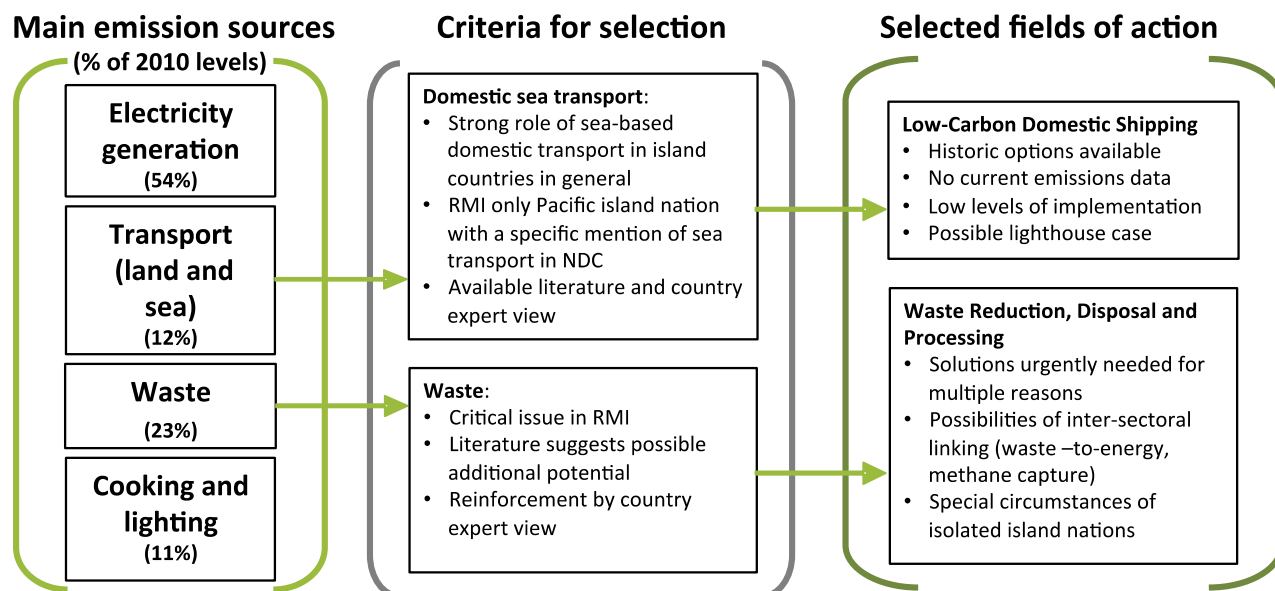 Main emission sources
(% of 2010 levels)
Electricity
generation
(54%)
Transport
(land and
sea)
(12%)
Waste
(23%)
Cooking and
lighting
(11%)
Criteria for selection
Domestic sea transport:
• Strong role of sea-based
domestic transport in island
countries in general
• RMI only Pacific island nation
with a specific mention of sea
transport in NDC
• Available literature and country
expert view
Waste:
• Critical issue in RMI
• Literature suggests possible
additional potential
• Reinforcement by country
expert view
Selected fields of action
Low-Carbon Domestic Shipping
• Historic options available
• No current emissions data
• Low levels of implementation
• Possible lighthouse case
Waste Reduction, Disposal and
Processing
• Solutions urgently needed for
multiple reasons
• Possibilities of inter-sectoral
linking (waste –to-energy,
methane capture)
• Special circumstances of
isolated island nations